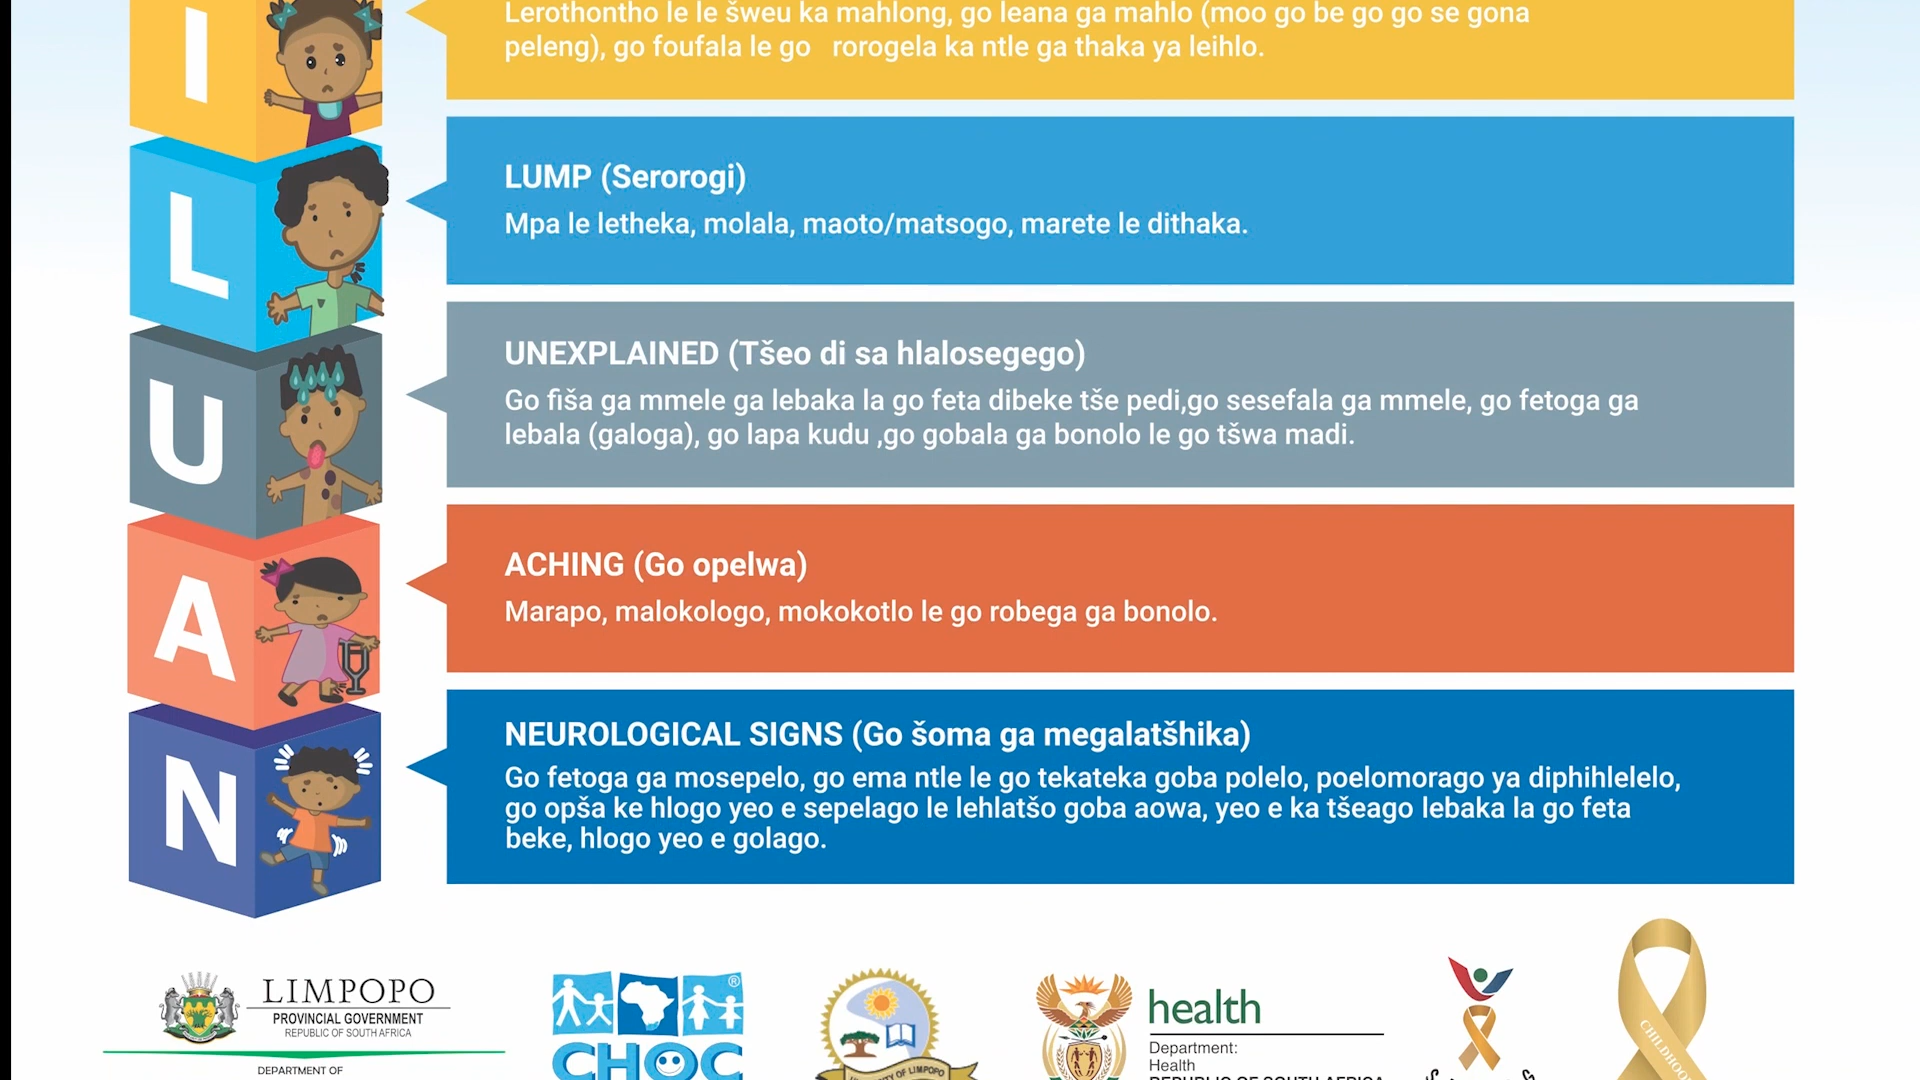 I
Lerothontho le le šweu ka mahlong, go leana ga mahlo (moo go be go go se gona
peleng), go foufala le go rorogela ka ntle ga thaka ya leihlo.
L
LUMP (Serorogi)
Mpa le letheka, molala, maoto/matsogo, marete le dithaka.
U
UNEXPLAINED (Tšeo di sa hlalosegego)
Go fiša ga mmele ga lebaka la go feta dibeke tše pedi,go sesefala ga mmele, go fetoga ga
lebala (galoga), go lapa kudu ,go gobala ga bonolo le go tšwa madi.
A
ACHING (Go opelwa)
Marapo, malokologo, mokokotlo le go robega ga bonolo.
N
NEUROLOGICAL SIGNS (Go šoma ga megalatšhika)
Go fetoga ga mosepelo, go ema ntle le go tekateka goba polelo, poelomorago ya diphihlelelo,
go opša ke hlogo yeo e sepelago le lehlatšo goba aowa, yeo e ka tšeago lebaka la go feta
beke, hlogo yeo e golago.
LIMPOPO
PROVINCIAL GOVERNMENT
REPUBLIC OF SOUTH AFRICA
DEPARTMENT OF
CHOC
®
UNIVERSITY OF LIMPOPO
health
Department:
Health
REPUBLIC OF SOUTH AFRICA